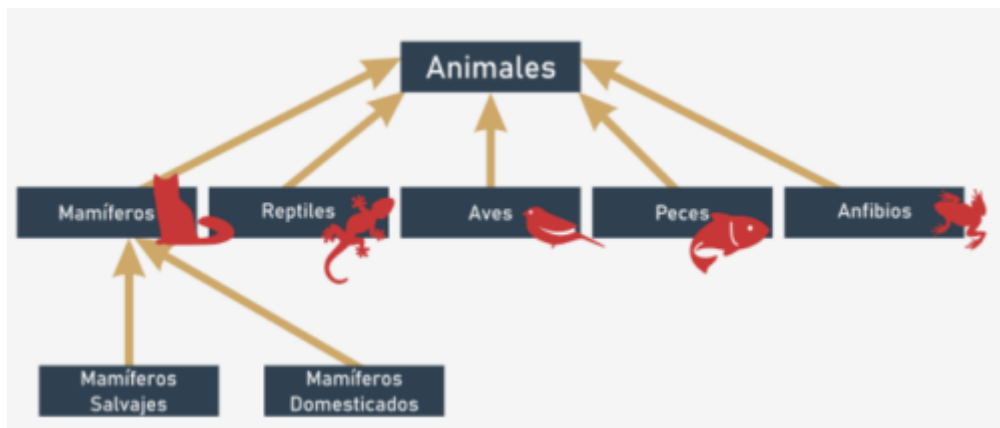 Animales
Mamíferos
Reptiles
Aves
Peces
Anfibios
Mamíferos
Salvajes
Mamíferos
Domesticados